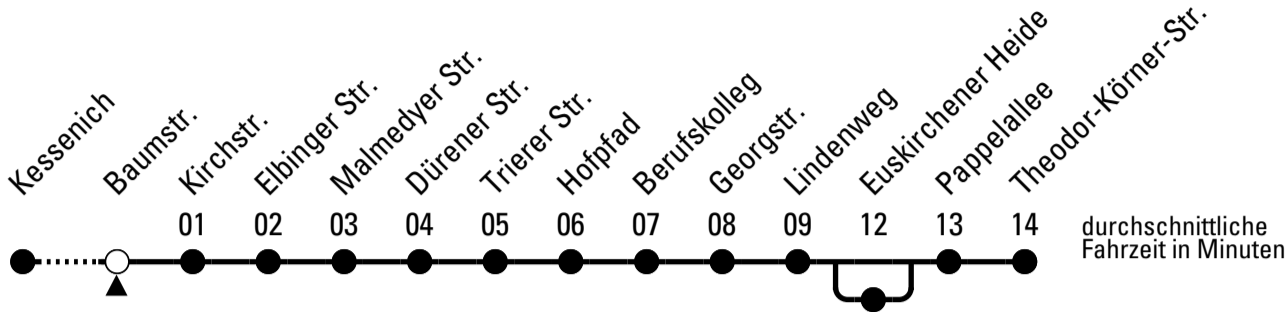 Kessenich
Baumstr.
Kirchstr.
Elbinger Str.
Malmedyer Str.
Dürener Str.
Trierer Str.
Hofpfad
Berufskolleg
Georgstr.
Lindenweg
Euskirchener Heide
Pappelallee
Theodor-Körner-Str.
01 02 03 04 05 06 07 08 09 12 13 14
durchschnittliche
Fahrzeit in Minuten